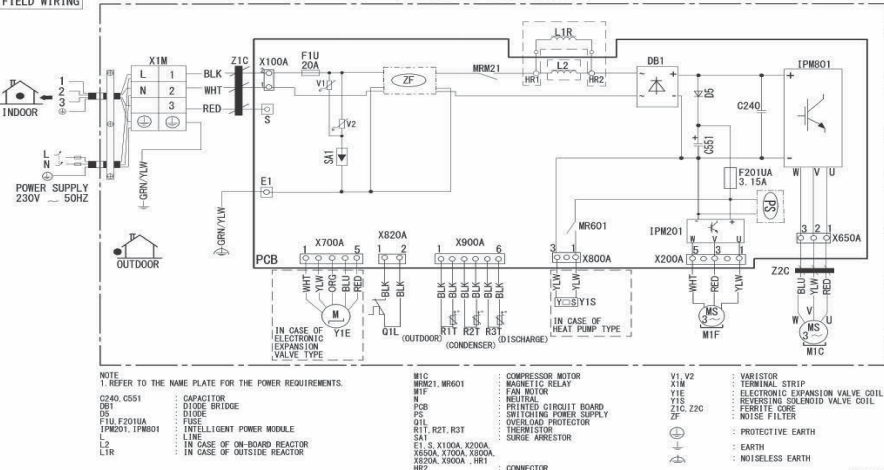 FIELD WIRING
L1R
X1M
Z1C
X100A
F1U
20A
MRM21
HR1
L2
HR2
DB1
IPM801
L 1
BLK
V1
ZF
N 2
WHT
D5
C240
3
RED
S
V2
C551
1
2
3
INDOOR
SA1
L
N
GRN/YLW
F201UA
3.15A
PS
W V U
POWER SUPPLY
230V ~ 50HZ
E1
GRN/YLW
MR601
IPM201
W V U
3 2 1
X650A
OUTDOOR
PCB
1 X700A 5
X820A
1 2
X900A
1 6
3 1
X800A
X200A
5 3 1
Z2C
WHT
YLW
ORG
BLU
RED
BLK
BLK
BLK
BLK
BLK
BLK
BLK
BLK
YLW
YLW
WHT
RED
YLW
BLU
YLW
RED
M
Y1E
Q1L
R1T R2T R3T
(OUTDOOR)
(CONDENSER)
(DISCHARGE)
Y S Y1S
IN CASE OF
ELECTRONIC
EXPANSION
VALVE TYPE
IN CASE OF
HEAT PUMP TYPE
MS
3~
M1F
W V U
MS
3~
M1C
NOTE
1. REFER TO THE NAME PLATE FOR THE POWER REQUIREMENTS.
C240, C551 : CAPACITOR
DB1 : DIODE BRIDGE
D5 : DIODE
F1U, F201UA : FUSE
IPM201, IPM801 : INTELLIGENT POWER MODULE
L : LINE
L2 : IN CASE OF ON-BOARD REACTOR
L1R : IN CASE OF OUTSIDE REACTOR
M1C : COMPRESSOR MOTOR
MRM21, MR601 : MAGNETIC RELAY
M1F : FAN MOTOR
N : NEUTRAL
PCB : PRINTED CIRCUIT BOARD
PS : SWITCHING POWER SUPPLY
Q1L : OVERLOAD PROTECTOR
R1T, R2T, R3T : THERMISTOR
SA1 : SURGE ARRESTOR
E1, S, X100A, X200A,
X650A, X700A, X800A,
X820A, X900A, HR1
HR2 : CONNECTOR
V1, V2 : VARISTOR
X1M : TERMINAL STRIP
Y1E : ELECTRONIC EXPANSION VALVE COIL
Y1S : REVERSING SOLENOID VALVE COIL
Z1C, Z2C : FERRITE CORE
ZF : NOISE FILTER
: PROTECTIVE EARTH
: EARTH
: NOISELESS EARTH